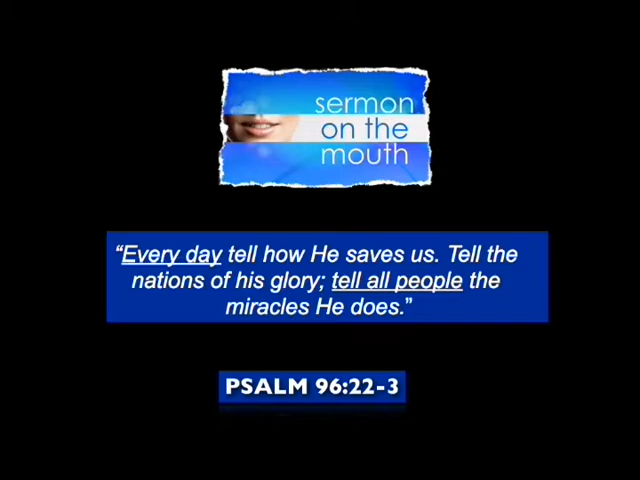 sermon
on the
mouth
“Every day tell how He saves us. Tell the
nations of his glory; tell all people the
miracles He does.”
PSALM 96:22-3